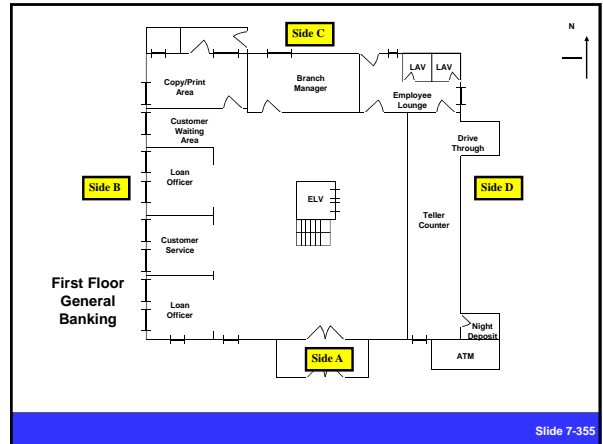 Side C
N
LAV
LAV
Copy/Print
Area
Branch
Manager
Employee
Lounge
Customer
Waiting
Area
Drive
Through
Loan
Officer
Side B
Side D
ELV
Teller
Counter
Customer
Service
First Floor
General
Banking
Loan
Officer
Night
Deposit
Side A
ATM
Slide 7-355